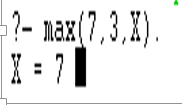 ?- max(7,3,X).
X = 7